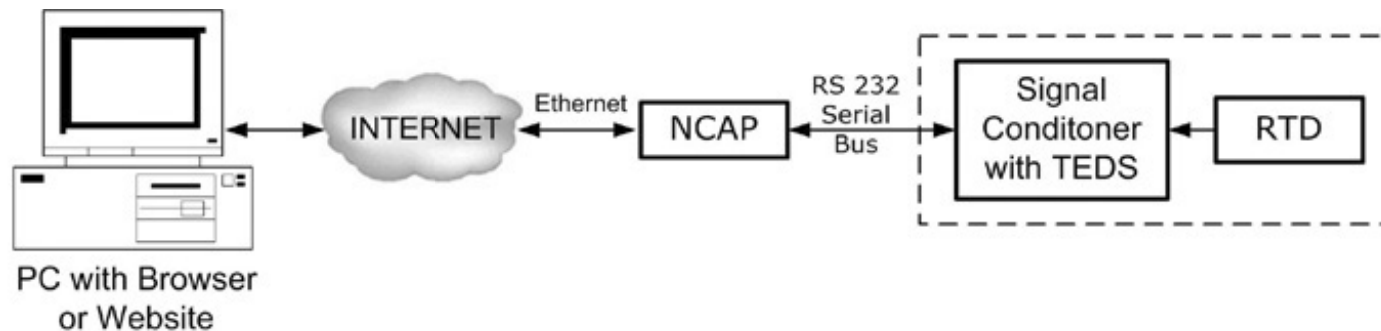 PC with Browser
or Website
INTERNET
Ethernet
NCAP
RS 232
Serial
Bus
Signal
Conditoner
with TEDS
RTD